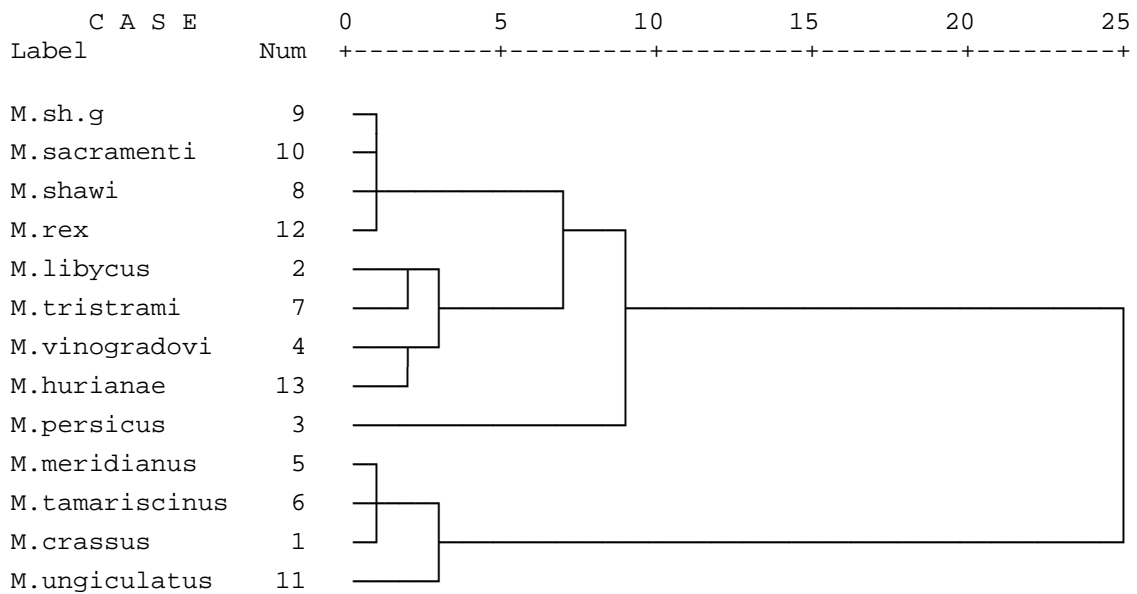 C A S E 0 5 10 15 20 25
Label Num +---------+---------+---------+---------+---------+
M.sh.g 9
M.sacramenti 10
M.shawi 8
M.rex 12
M.libycus 2
M.tristrami 7
M.vinogradovi 4
M.hurianae 13
M.persicus 3
M.meridianus 5
M.tamariscinus 6
M.crassus 1
M.ungiculatus 11